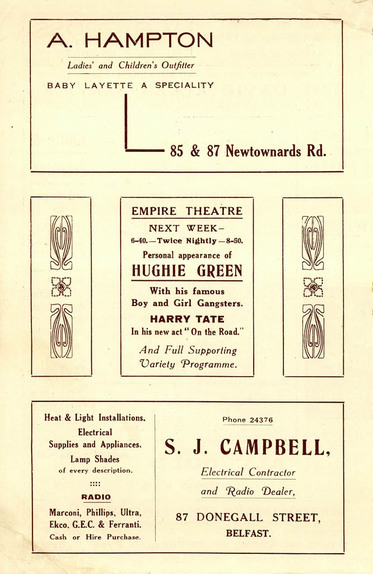 A. HAMPTON
Ladies' and Children's Outfitter
BABY LAYETTE A SPECIALITY
85 & 87 Newtownards Rd.
EMPIRE THEATRE
NEXT WEEK—
6-40.—Twice Nightly—8-50.
Personal appearance of
HUGHIE GREEN
With his famous
Boy and Girl Gangsters.
HARRY TATE
In his new act "On the Road."
And Full Supporting
Variety Programme.
Heat & Light Installations.
Electrical
Supplies and Appliances.
Lamp Shades
of every description.
::::
RADIO
Marconi, Phillips, Ultra,
Ekco, G.E.C. & Ferranti.
Cash or Hire Purchase.
Phone 24376
S. J. CAMPBELL,
Electrical Contractor
and Radio Dealer,
87 DONEGALL STREET,
BELFAST.